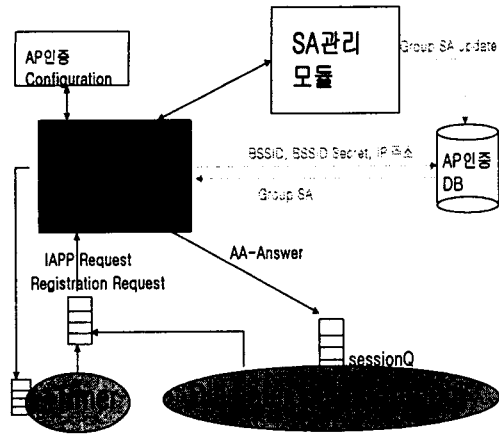 AP인증
Configuration
SA관리
모듈
Group SA update
BSSID, BSSID Secret, IP 주소
Group SA
AP인증
DB
IAPP Request
Registration Request
AA-Answer
sessionQ
Timer